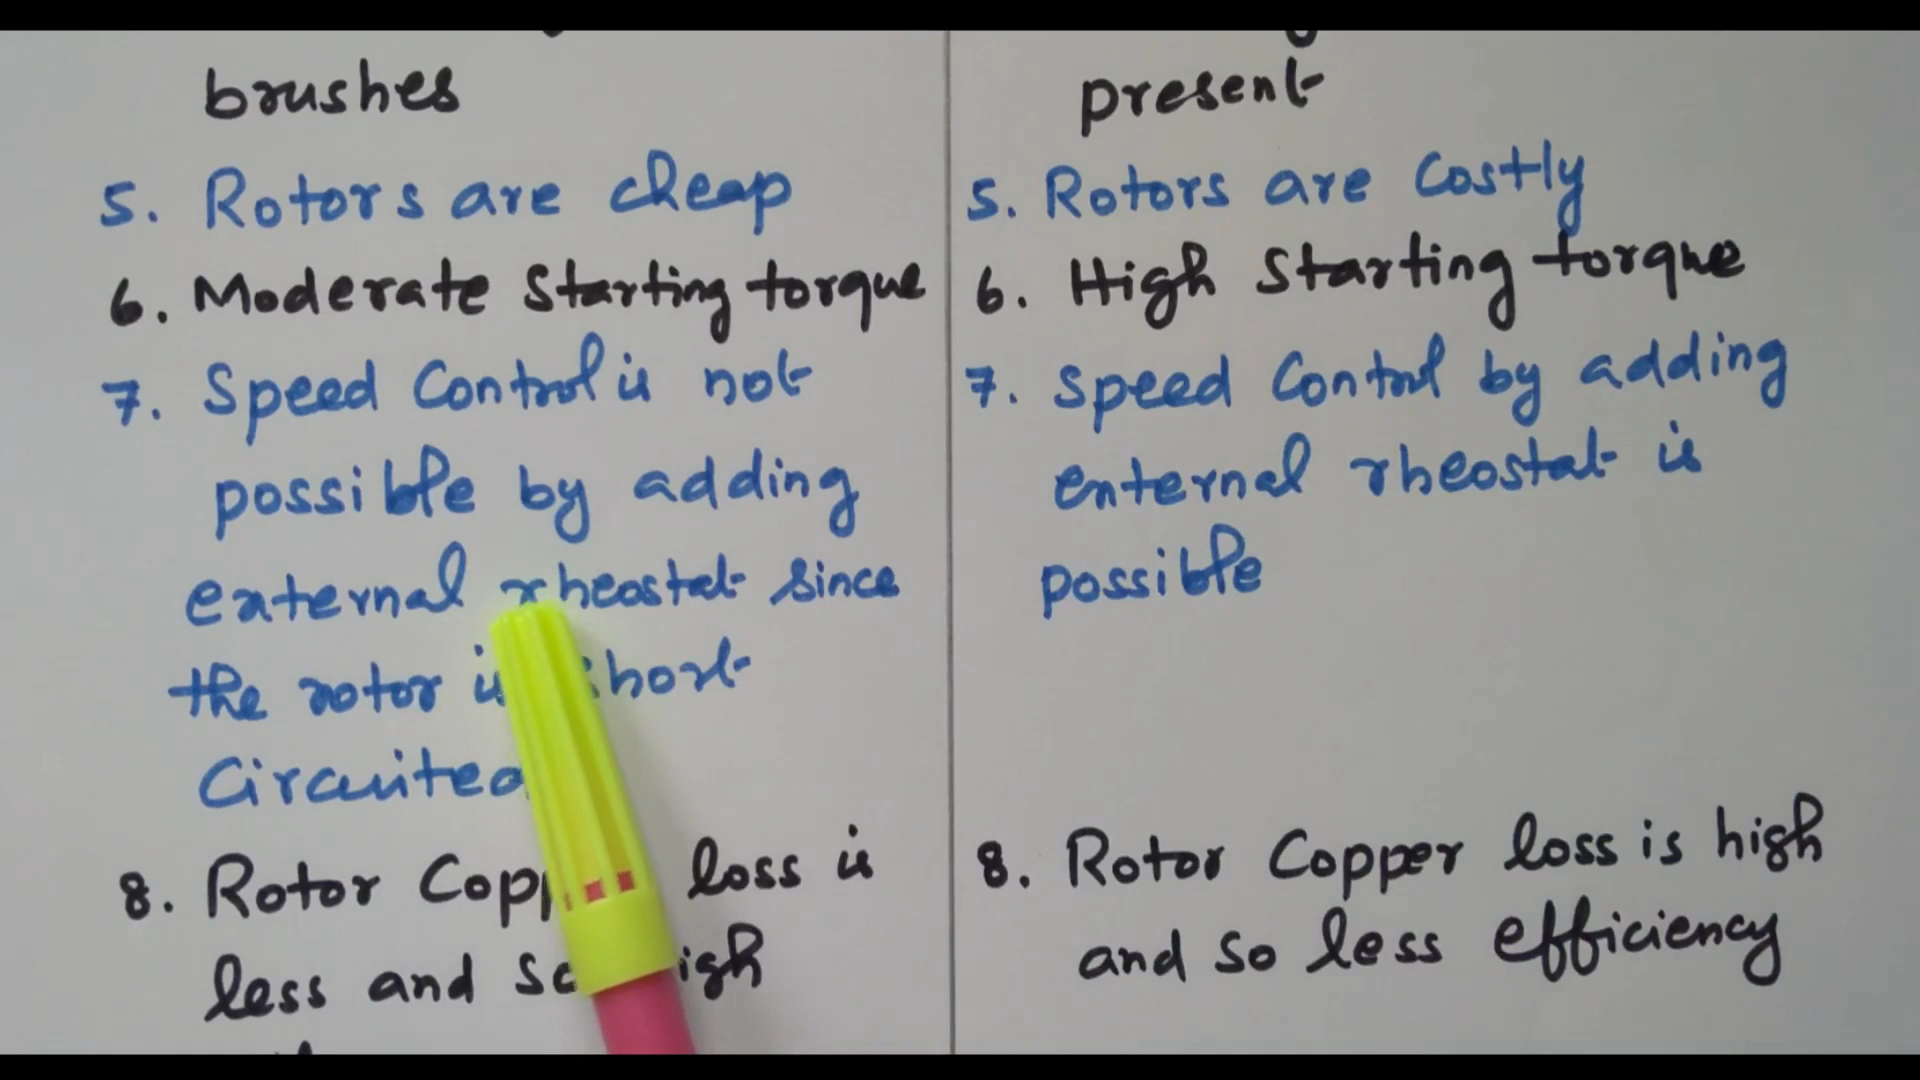 brushes
5. Rotors are cheap
6. Moderate Starting torque
7. Speed Control is not
possible by adding
external rheostat since
the rotor is short
Circuited
8. Rotor Copper loss is
less and so high
present
5. Rotors are Costly
6. High Starting torque
7. Speed Control by adding
external rheostat is
possible
8. Rotor Copper loss is high
and so less efficiency